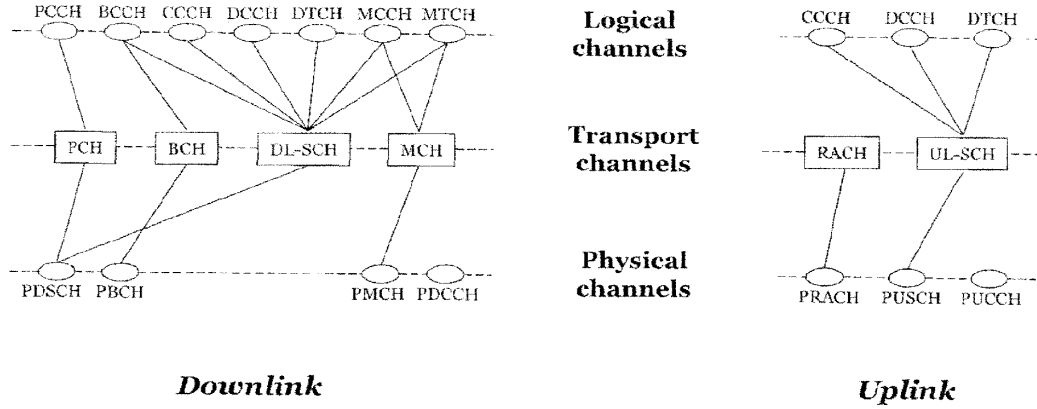 PCCH BCCH CCCH DCCH DTCH MCCH MTCH
Logical
channels
CCCH DCCH DTCH
PCH BCH DL-SCH MCH
Transport
channels
RACH UL-SCH
Physical
channels
PDSCH PBCH PMCH PDCCH
PRACH PUSCH PUCCH
Downlink
Uplink